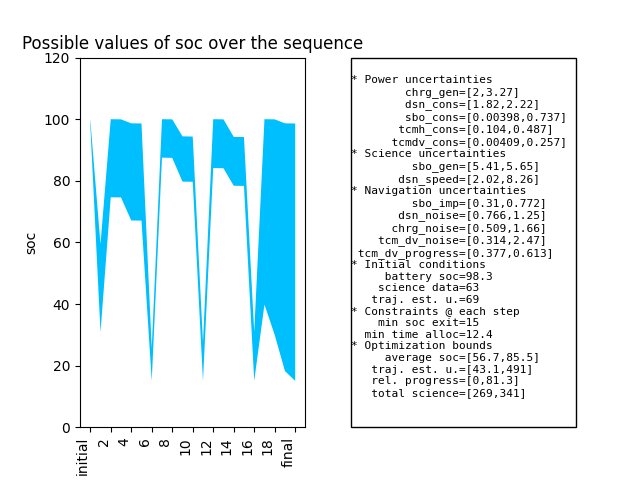 Possible values of soc over the sequence
120
100
80
60
40
20
0
soc
initial
2
4
6
8
10
12
14
16
18
final
* Power uncertainties
chrg_gen=[2,3.27]
dsn_cons=[1.82,2.22]
sbo_cons=[0.00398,0.737]
tcmh_cons=[0.104,0.487]
tcmdv_cons=[0.00409,0.257]
* Science uncertainties
sbo_gen=[5.41,5.65]
dsn_speed=[2.02,8.26]
* Navigation uncertainties
sbo_imp=[0.31,0.772]
dsn_noise=[0.766,1.25]
chrg_noise=[0.509,1.66]
tcm_dv_noise=[0.314,2.47]
tcm_dv_progress=[0.377,0.613]
* Initial conditions
battery soc=98.3
science data=63
traj. est. u.=69
* Constraints @ each step
min soc exit=15
min time alloc=12.4
* Optimization bounds
average soc=[56.7,85.5]
traj. est. u.=[43.1,491]
rel. progress=[0,81.3]
total science=[269,341]